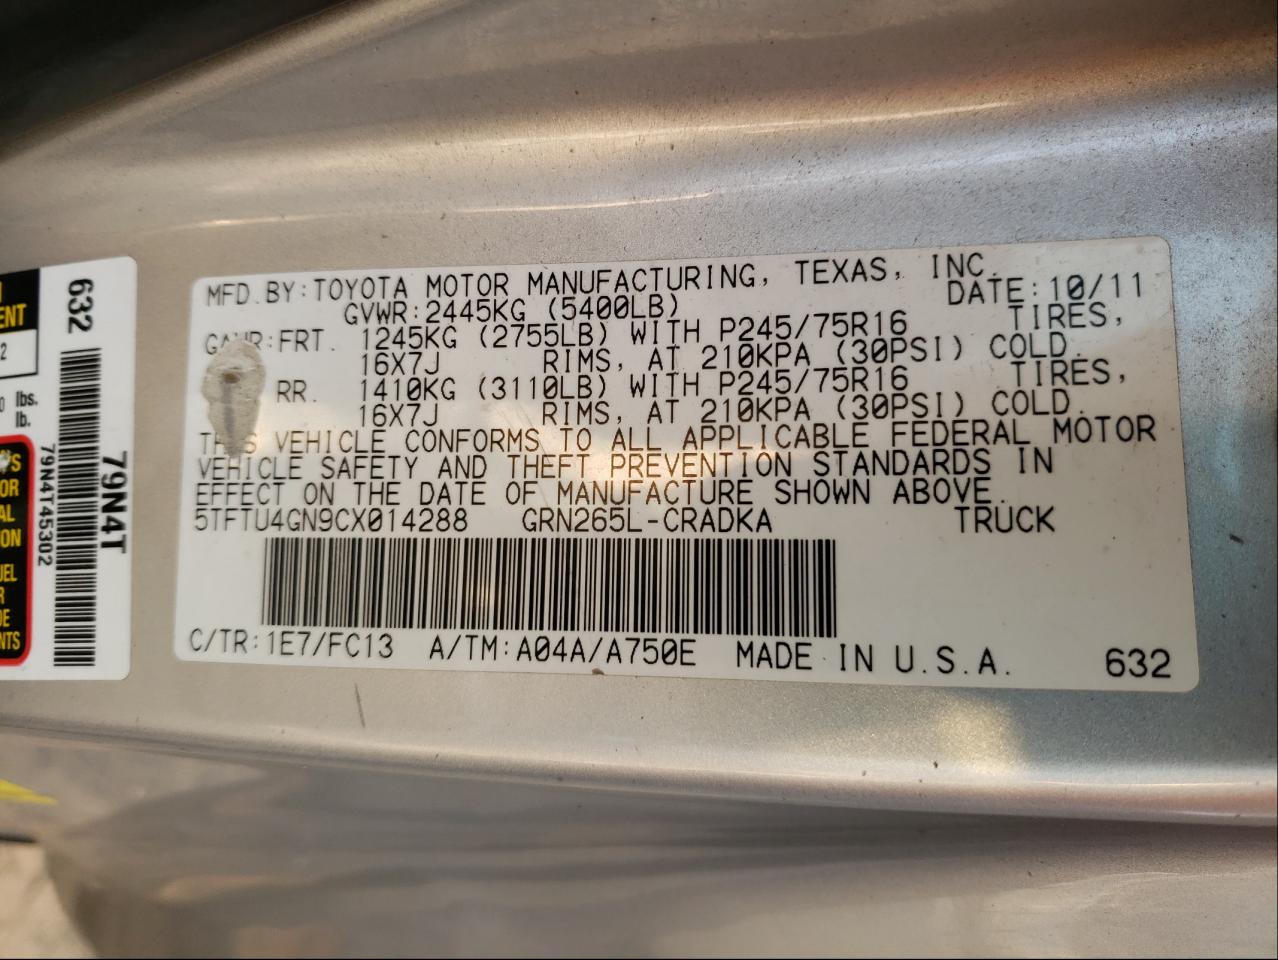 MFD. BY: TOYOTA MOTOR MANUFACTURING, TEXAS, INC.
GVWR: 2445KG (5400LB) DATE: 10/11
GAWR: FRT. 1245KG (2755LB) WITH P245/75R16 TIRES,
16X7J RIMS, AT 210KPA (30PSI) COLD.
RR. 1410KG (3110LB) WITH P245/75R16 TIRES,
16X7J RIMS, AT 210KPA (30PSI) COLD.
THIS VEHICLE CONFORMS TO ALL APPLICABLE FEDERAL MOTOR
VEHICLE SAFETY AND THEFT PREVENTION STANDARDS IN
EFFECT ON THE DATE OF MANUFACTURE SHOWN ABOVE.
5TFTU4GN9CX014288 GRN265L-CRADKA TRUCK
C/TR: 1E7/FC13 A/TM: A04A/A750E MADE IN U.S.A. 632
632
79N4T
79N4T45302
lbs.
lb.